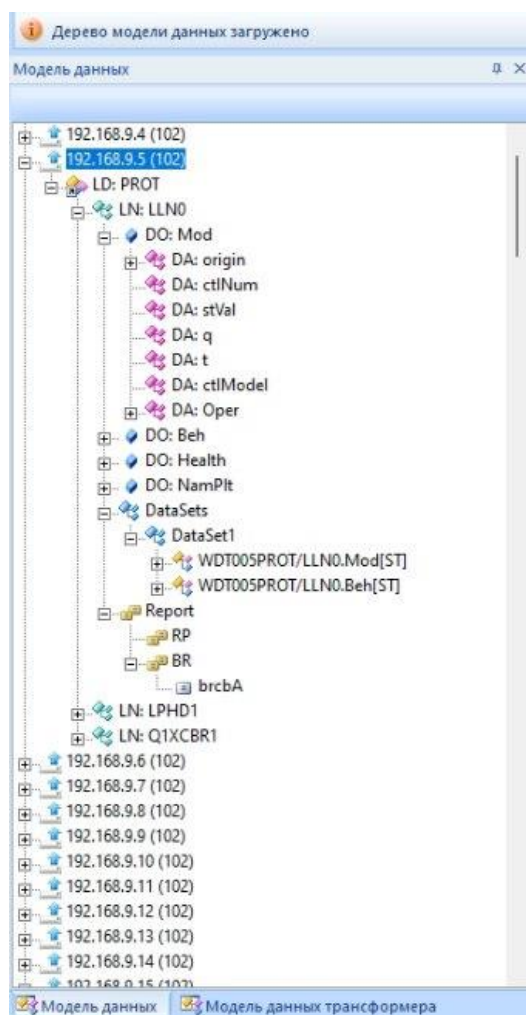 Дерево модели данных загружено
Модель данных
192.168.9.4 (102)
192.168.9.5 (102)
LD: PROT
LN: LLN0
DO: Mod
DA: origin
DA: ctlNum
DA: stVal
DA: q
DA: t
DA: ctlModel
DA: Oper
DO: Beh
DO: Health
DO: NamPlt
DataSets
DataSet1
WDT005PROT/LLN0.Mod[ST]
WDT005PROT/LLN0.Beh[ST]
Report
RP
BR
brcbA
LN: LPHD1
LN: Q1XCBR1
192.168.9.6 (102)
192.168.9.7 (102)
192.168.9.8 (102)
192.168.9.9 (102)
192.168.9.10 (102)
192.168.9.11 (102)
192.168.9.12 (102)
192.168.9.13 (102)
192.168.9.14 (102)
192.168.9.15 (102)
Модель данных Модель данных трансформера